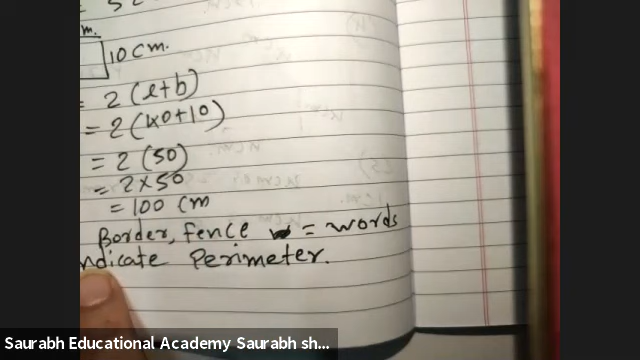 m.
10 cm.
= 2 (l+b)
= 2 (40+10)
= 2 (50)
= 2×50
= 100 cm
Border, fence = words
ndicate Perimeter.
Saurabh Educational Academy Saurabh sh...